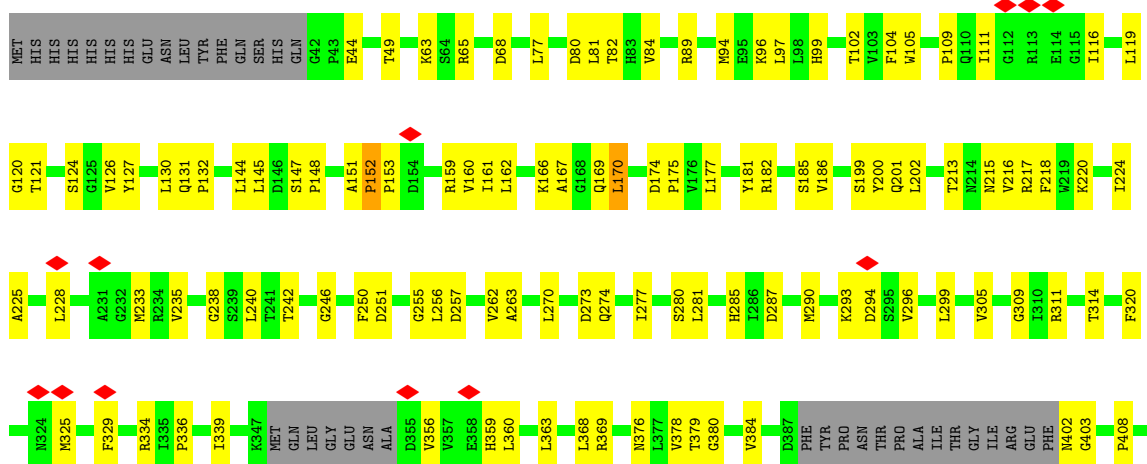 MET HIS HIS HIS HIS HIS HIS GLU ASN LEU TYR PHE GLN SER HIS GLN G42 P43 E44 T49 K63 S64 R65 D68 L77 D80 L81 T82 H83 V84 R89 M94 E95 K96 L97 L98 H99 T102 V103 F104 W105 P109 Q110 I111 G112 R113 E114 G115 I116 L119
G120 T121 S124 G125 V126 Y127 L130 Q131 P132 L144 L145 D146 S147 P148 A151 P152 P153 D154 R159 V160 I161 L162 K166 A167 G168 Q169 L170 D174 P175 V176 L177 Y181 R182 S185 V186 S199 Y200 Q201 L202 T213 N214 N215 V216 R217 F218 W219 K220 I224
A225 L228 A231 G232 M233 R234 V235 G238 S239 L240 T241 T242 G246 F250 D251 G255 L256 D257 V262 A263 L270 D273 Q274 I277 S280 L281 H285 I286 D287 M290 K293 D294 S295 V296 L299 V305 G309 I310 R311 T314 F320
N324 M325 F329 R334 I335 P336 I339 K347 MET GLN LEU GLY GLU ASN ALA D355 V356 V357 E358 H359 L360 L363 L368 R369 N376 L377 V378 T379 G380 V384 D387 PHE TYR PRO ASN THR PRO ALA ILE THR GLY ILE ARG GLU PHE N402 G403 P408